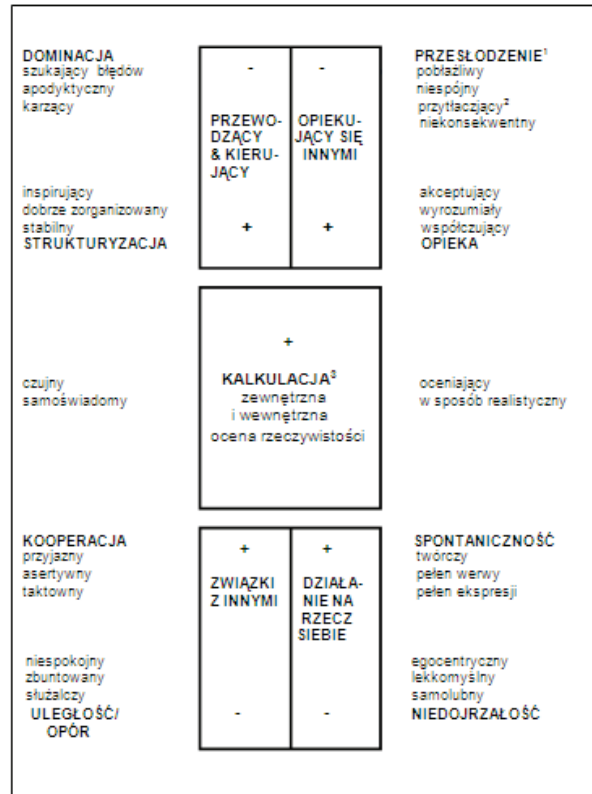 DOMINACJA
szukający błędów
apodyktyczny
karzący
-
-
PRZEWO-
DZĄCY
& KIERU-
JĄCY
OPIEKU-
JĄCY SIĘ
INNYMI
PRZESŁODZENIE¹
pobłażliwy
niespójny
przytłaczjący²
niekonsekwentny
inspirujący
dobrze zorganizowany
stabilny
STRUKTURYZACJA
+
+
akceptujący
wyrozumiały
współczujący
OPIEKA
czujny
samoświadomy
+
KALKULACJA³
zewnętrzna
i wewnętrzna
ocena rzeczywistości
oceniający
w sposób realistyczny
KOOPERACJA
przyjazny
asertywny
taktowny
+
+
ZWIĄZKI
Z INNYMI
DZIAŁA-
NIE NA
RZECZ
SIEBIE
SPONTANICZNOŚĆ
twórczy
pełen werwy
pełen ekspresji
niespokojny
zbuntowany
służalczy
ULEGŁOŚĆ/
OPÓR
-
-
egocentryczny
lekkomyślny
samolubny
NIEDOJRZAŁOŚĆ